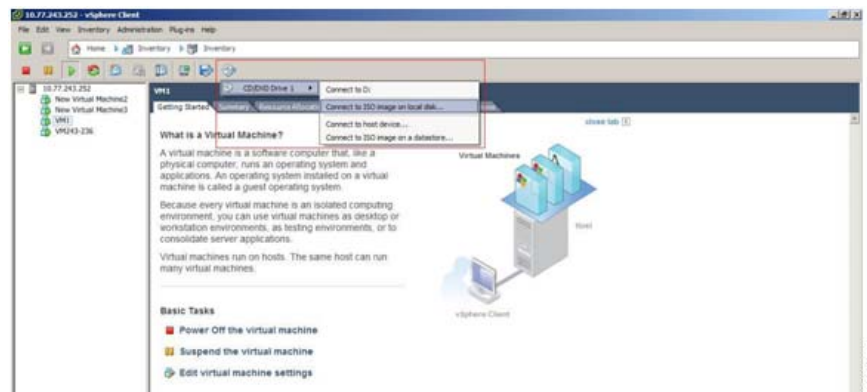 10.77.243.252 - vSphere Client
File Edit View Inventory Administration Plug-ins Help
Home Inventory Inventory
10.77.243.252
New Virtual Machine2
New Virtual Machine3
VM1
VM243-236
CD/DVD Drive 1
Connect to D:
Connect to ISO image on local disk...
Connect to host device...
Connect to ISO image on a datastore...
VM1
Getting Started Summary Resource Allocation
close tab
What is a Virtual Machine?
A virtual machine is a software computer that, like a
physical computer, runs an operating system and
applications. An operating system installed on a virtual
machine is called a guest operating system.
Because every virtual machine is an isolated computing
environment, you can use virtual machines as desktop or
workstation environments, as testing environments, or to
consolidate server applications.
Virtual machines run on hosts. The same host can run
many virtual machines.
Virtual Machines
Host
vSphere Client
Basic Tasks
Power Off the virtual machine
Suspend the virtual machine
Edit virtual machine settings